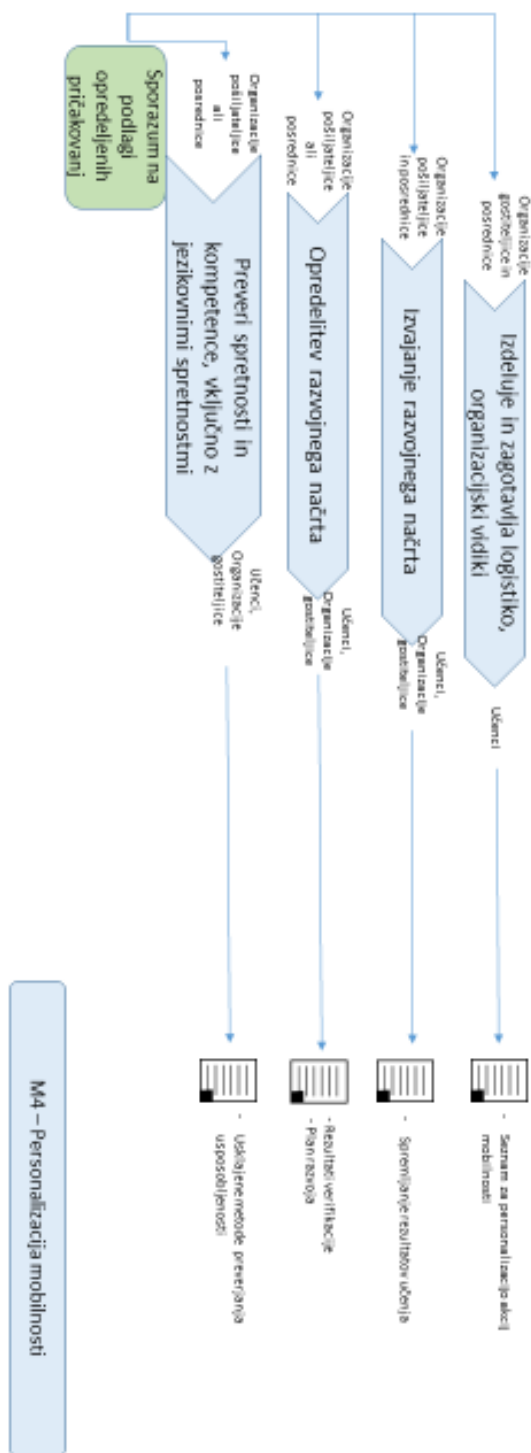 Organizacije
gostiteljice in
posrednice
Izdeluje in zagotavlja logistiko,
organizacijski vidiki
Učenci
- Seznam za personalizacijo akcij
mobilnosti
Organizacije
pošiljateljice
in posrednice
Izvajanje razvojnega načrta
Učenci,
Organizacije
gostiteljice
- Spremljanje rezultatov učenja
Organizacije
pošiljateljice
ali
posrednice
Opredelitev razvojnega načrta
Učenci,
Organizacije
gostiteljice
- Rezultati verifikacije
- Plan razvoja
Organizacije
pošiljateljice
ali
posrednice
Preveri spretnosti in
kompetence, vključno z
jezikovnimi spretnostmi
Učenci,
Organizacije
gostiteljice
- Usklajene metode preverjanja
usposobljenosti
Sporazum na
podlagi
opredeljenih
pričakovanj
M4 – Personalizacija mobilnosti